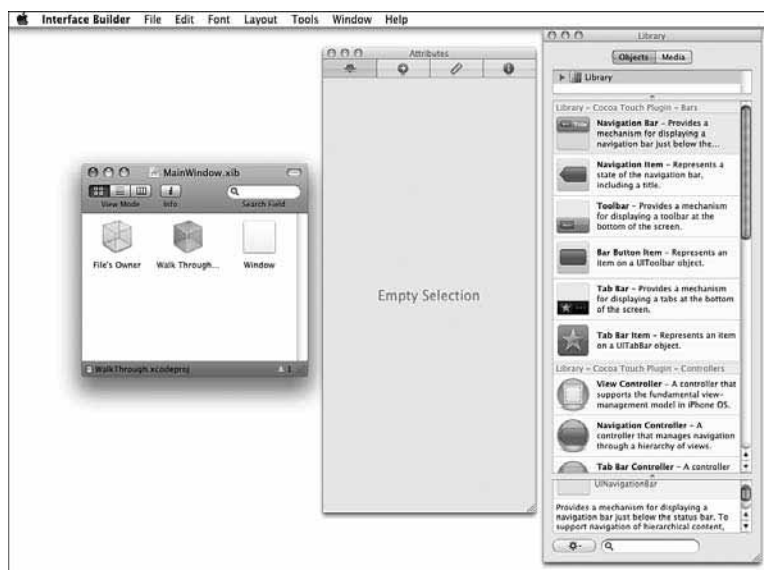 Interface Builder File Edit Font Layout Tools Window Help
MainWindow.xib
View Mode Info Search Field
File's Owner Walk Through... Window
WalkThrough.xcodeproj 1
Attributes
Empty Selection
Library
Objects Media
Library
Library – Cocoa Touch Plugin – Bars
Navigation Bar – Provides a
mechanism for displaying a
navigation bar just below the...
Navigation Item – Represents a
state of the navigation bar,
including a title.
Toolbar – Provides a mechanism
for displaying a toolbar at the
bottom of the screen.
Bar Button Item – Represents an
item on a UIToolbar object.
Tab Bar – Provides a mechanism
for displaying a tabs at the bottom
of the screen.
Tab Bar Item – Represents an item
on a UITabBar object.
Library – Cocoa Touch Plugin – Controllers
View Controller – A controller that
supports the fundamental view-
management model in iPhone OS.
Navigation Controller – A
controller that manages navigation
through a hierarchy of views.
Tab Bar Controller – A controller
UINavigationBar
Provides a mechanism for displaying a
navigation bar just below the status bar. To
support navigation of hierarchical content,